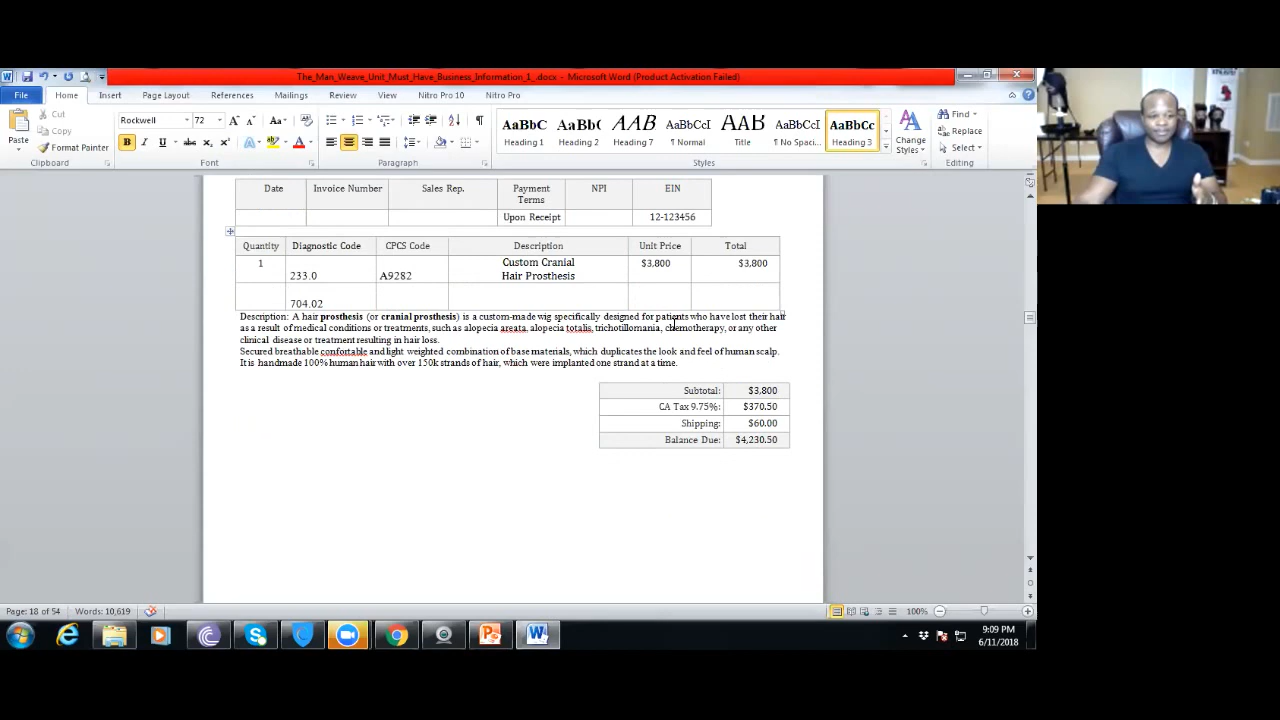 The_Man_Weave_Unit_Must_Have_Business_Information_1_.docx - Microsoft Word (Product Activation Failed)
File Home Insert Page Layout References Mailings Review View Nitro Pro 10 Nitro Pro
Paste Cut Copy Format Painter
Clipboard
Rockwell 72
Font
Paragraph
AaBbC Heading 1
AaBb( Heading 2
AAB Heading 7
AaBbCcI ¶ Normal
AAB Title
AaBbCcI ¶ No Spaci...
AaBbCc Heading 3
Change Styles
Styles
Find
Replace
Select
Editing
Date Invoice Number Sales Rep. Payment Terms NPI EIN
Upon Receipt 12-123456
Quantity Diagnostic Code CPCS Code Description Unit Price Total
1 233.0 A9282 Custom Cranial Hair Prosthesis $3,800 $3,800
704.02
Description: A hair prosthesis (or cranial prosthesis) is a custom-made wig specifically designed for patients who have lost their hair
as a result of medical conditions or treatments, such as alopecia areata, alopecia totalis, trichotillomania, chemotherapy, or any other
clinical disease or treatment resulting in hair loss.
Secured breathable confortable and light weighted combination of base materials, which duplicates the look and feel of human scalp.
It is handmade 100% human hair with over 150k strands of hair, which were implanted one strand at a time.
Subtotal: $3,800
CA Tax 9.75%: $370.50
Shipping: $60.00
Balance Due: $4,230.50
Page: 18 of 54 Words: 10,619 100%
9:09 PM
6/11/2018